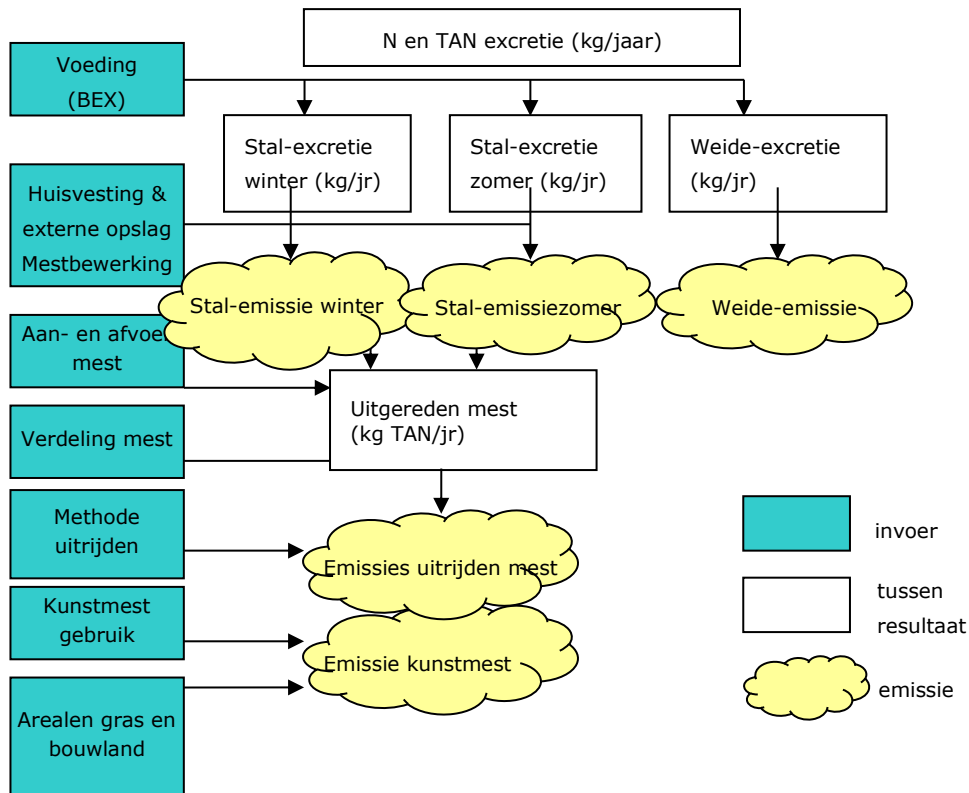 N en TAN excretie (kg/jaar)
Voeding
(BEX)
Stal-excretie
winter (kg/jr)
Stal-excretie
zomer (kg/jr)
Weide-excretie
(kg/jr)
Huisvesting &
externe opslag
Mestbewerking
Stal-emissie winter
Stal-emissiezomer
Weide-emissie
Aan- en afvoer
mest
Uitgereden mest
(kg TAN/jr)
Verdeling mest
Methode
uitrijden
Emissies uitrijden mest
Kunstmest
gebruik
Emissie kunstmest
Arealen gras en
bouwland
invoer
tussen
resultaat
emissie